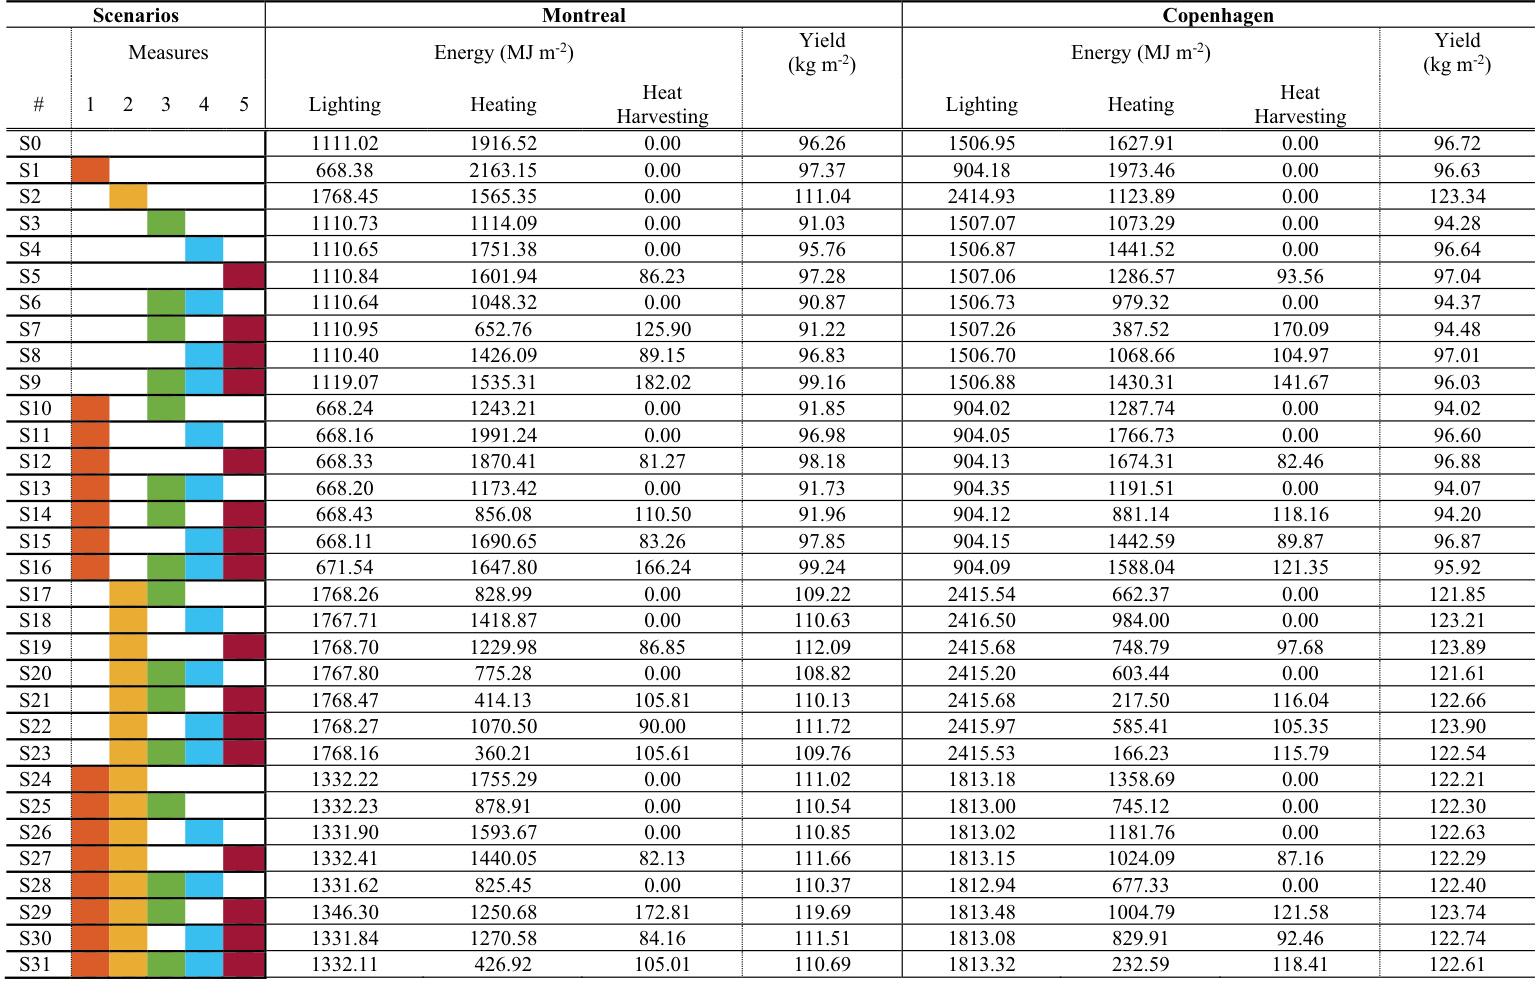 Scenarios Montreal Copenhagen
Measures Energy (MJ m-2) Yield (kg m-2) Energy (MJ m-2) Yield (kg m-2)
# 1 2 3 4 5 Lighting Heating Heat Harvesting Lighting Heating Heat Harvesting
S0 1111.02 1916.52 0.00 96.26 1506.95 1627.91 0.00 96.72
S1 668.38 2163.15 0.00 97.37 904.18 1973.46 0.00 96.63
S2 1768.45 1565.35 0.00 111.04 2414.93 1123.89 0.00 123.34
S3 1110.73 1114.09 0.00 91.03 1507.07 1073.29 0.00 94.28
S4 1110.65 1751.38 0.00 95.76 1506.87 1441.52 0.00 96.64
S5 1110.84 1601.94 86.23 97.28 1507.06 1286.57 93.56 97.04
S6 1110.64 1048.32 0.00 90.87 1506.73 979.32 0.00 94.37
S7 1110.95 652.76 125.90 91.22 1507.26 387.52 170.09 94.48
S8 1110.40 1426.09 89.15 96.83 1506.70 1068.66 104.97 97.01
S9 1119.07 1535.31 182.02 99.16 1506.88 1430.31 141.67 96.03
S10 668.24 1243.21 0.00 91.85 904.02 1287.74 0.00 94.02
S11 668.16 1991.24 0.00 96.98 904.05 1766.73 0.00 96.60
S12 668.33 1870.41 81.27 98.18 904.13 1674.31 82.46 96.88
S13 668.20 1173.42 0.00 91.73 904.35 1191.51 0.00 94.07
S14 668.43 856.08 110.50 91.96 904.12 881.14 118.16 94.20
S15 668.11 1690.65 83.26 97.85 904.15 1442.59 89.87 96.87
S16 671.54 1647.80 166.24 99.24 904.09 1588.04 121.35 95.92
S17 1768.26 828.99 0.00 109.22 2415.54 662.37 0.00 121.85
S18 1767.71 1418.87 0.00 110.63 2416.50 984.00 0.00 123.21
S19 1768.70 1229.98 86.85 112.09 2415.68 748.79 97.68 123.89
S20 1767.80 775.28 0.00 108.82 2415.20 603.44 0.00 121.61
S21 1768.47 414.13 105.81 110.13 2415.68 217.50 116.04 122.66
S22 1768.27 1070.50 90.00 111.72 2415.97 585.41 105.35 123.90
S23 1768.16 360.21 105.61 109.76 2415.53 166.23 115.79 122.54
S24 1332.22 1755.29 0.00 111.02 1813.18 1358.69 0.00 122.21
S25 1332.23 878.91 0.00 110.54 1813.00 745.12 0.00 122.30
S26 1331.90 1593.67 0.00 110.85 1813.02 1181.76 0.00 122.63
S27 1332.41 1440.05 82.13 111.66 1813.15 1024.09 87.16 122.29
S28 1331.62 825.45 0.00 110.37 1812.94 677.33 0.00 122.40
S29 1346.30 1250.68 172.81 119.69 1813.48 1004.79 121.58 123.74
S30 1331.84 1270.58 84.16 111.51 1813.08 829.91 92.46 122.74
S31 1332.11 426.92 105.01 110.69 1813.32 232.59 118.41 122.61